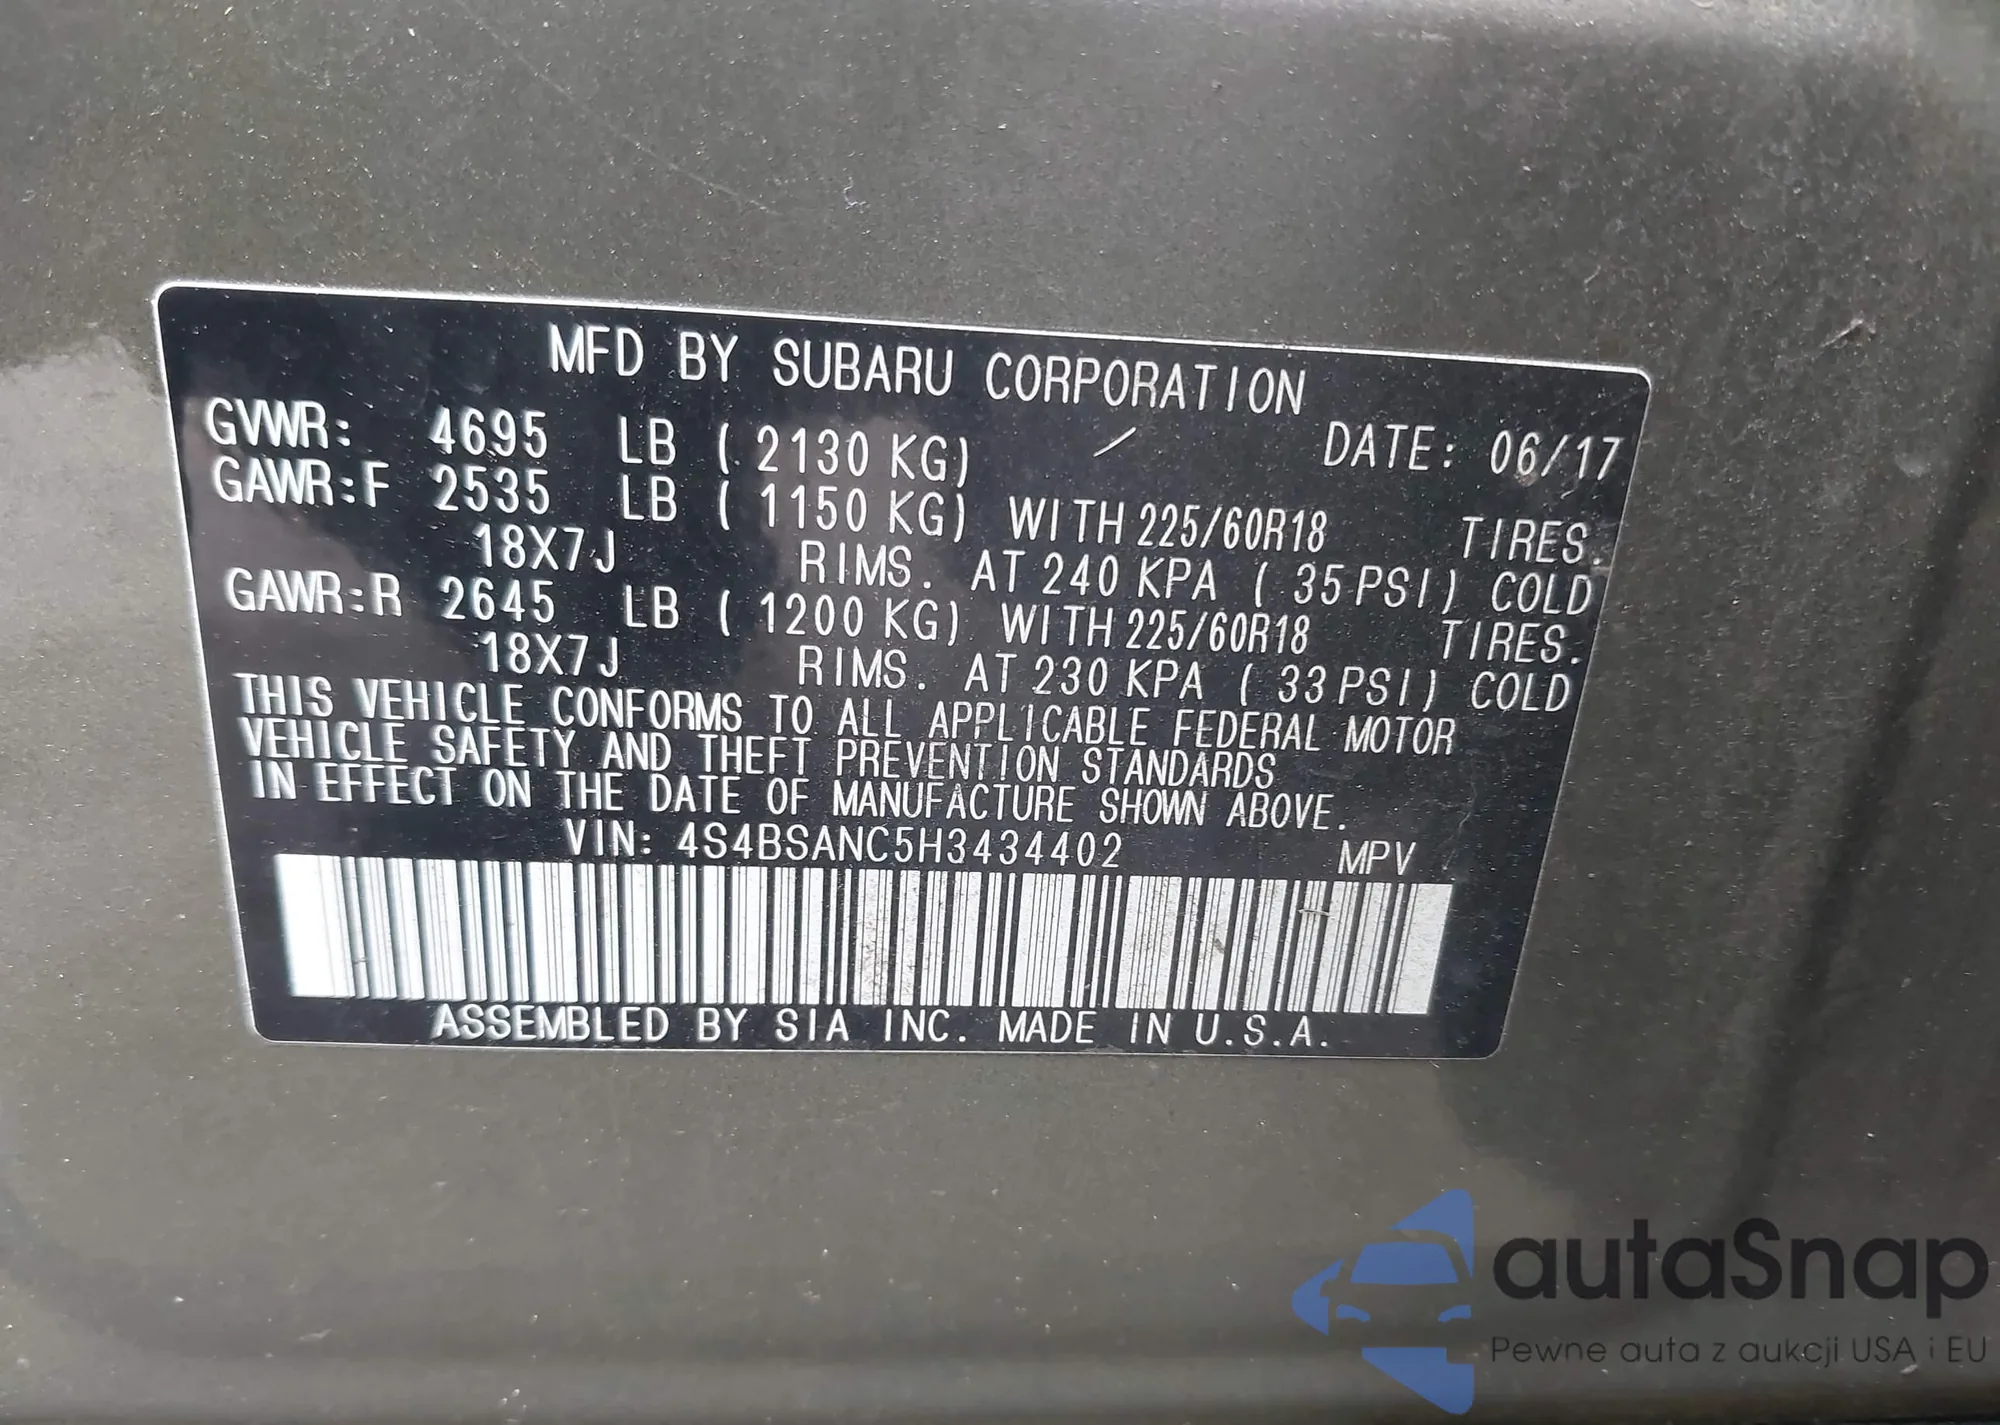 MFD BY SUBARU CORPORATION
GVWR: 4695 LB ( 2130 KG) DATE: 06/17
GAWR:F 2535 LB ( 1150 KG) WITH 225/60R18 TIRES.
18X7J RIMS. AT 240 KPA ( 35 PSI) COLD
GAWR:R 2645 LB ( 1200 KG) WITH 225/60R18 TIRES.
18X7J RIMS. AT 230 KPA ( 33 PSI) COLD
THIS VEHICLE CONFORMS TO ALL APPLICABLE FEDERAL MOTOR
VEHICLE SAFETY AND THEFT PREVENTION STANDARDS
IN EFFECT ON THE DATE OF MANUFACTURE SHOWN ABOVE.
VIN: 4S4BSANC5H3434402 MPV
ASSEMBLED BY SIA INC. MADE IN U.S.A.
autaSnap
Pewne auta z aukcji USA i EU